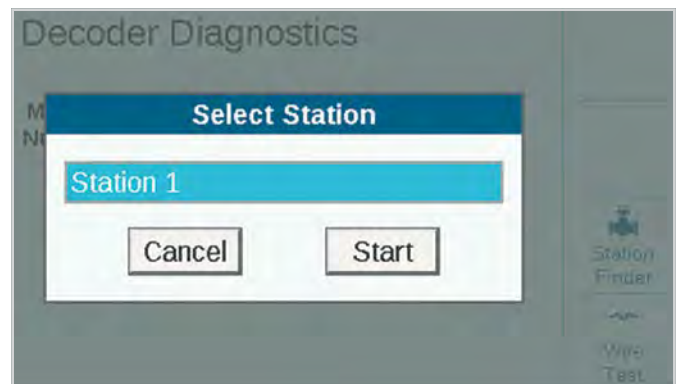 Decoder Diagnostics
Select Station
Station 1
Cancel
Start
Station
Finder
Wire
Test